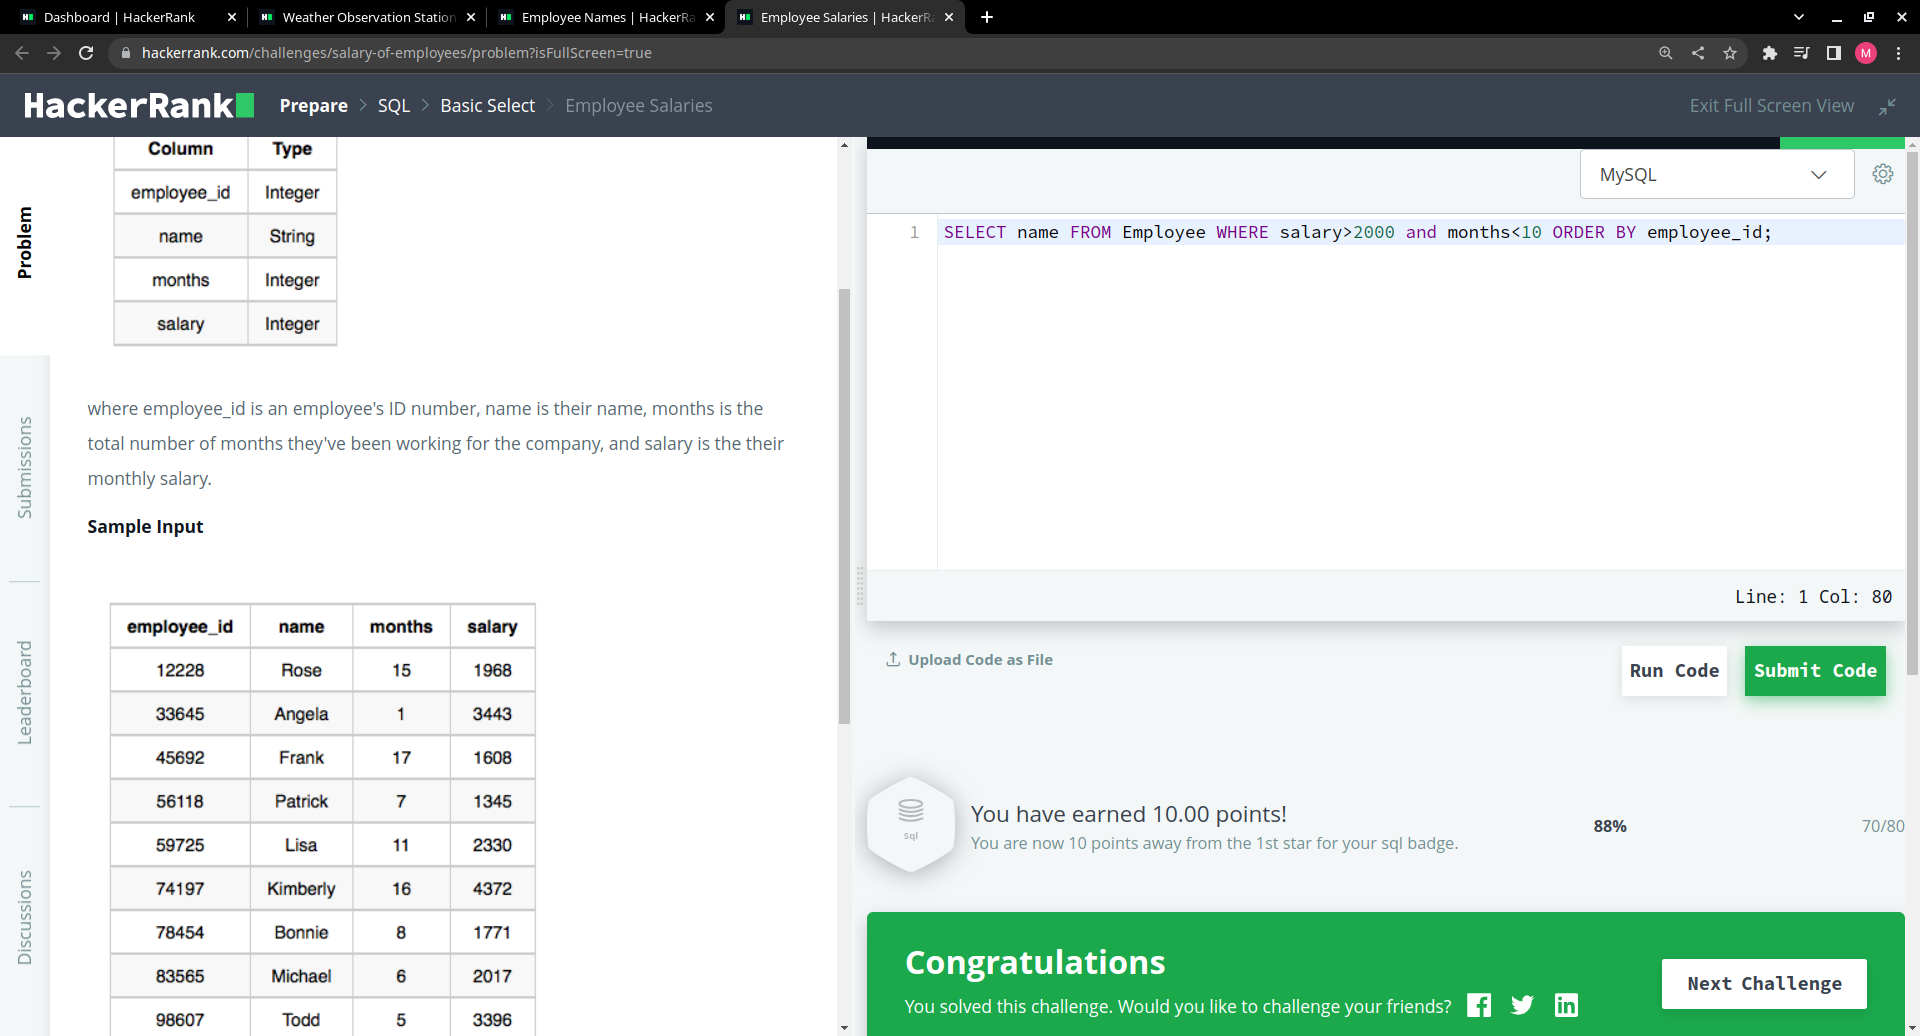 Dashboard | HackerRank
Weather Observation Station
Employee Names | HackerRa
Employee Salaries | HackerRa
hackerrank.com/challenges/salary-of-employees/problem?isFullScreen=true
M
HackerRank
Prepare > SQL > Basic Select > Employee Salaries
Exit Full Screen View
Problem
Submissions
Leaderboard
Discussions
Column Type
employee_id Integer
name String
months Integer
salary Integer
where employee_id is an employee's ID number, name is their name, months is the
total number of months they've been working for the company, and salary is the their
monthly salary.
Sample Input
employee_id name months salary
12228 Rose 15 1968
33645 Angela 1 3443
45692 Frank 17 1608
56118 Patrick 7 1345
59725 Lisa 11 2330
74197 Kimberly 16 4372
78454 Bonnie 8 1771
83565 Michael 6 2017
98607 Todd 5 3396
MySQL
1 SELECT name FROM Employee WHERE salary>2000 and months<10 ORDER BY employee_id;
Line: 1 Col: 80
Upload Code as File
Run Code
Submit Code
Sql
You have earned 10.00 points!
You are now 10 points away from the 1st star for your sql badge.
88%
70/80
Congratulations
You solved this challenge. Would you like to challenge your friends?
Next Challenge